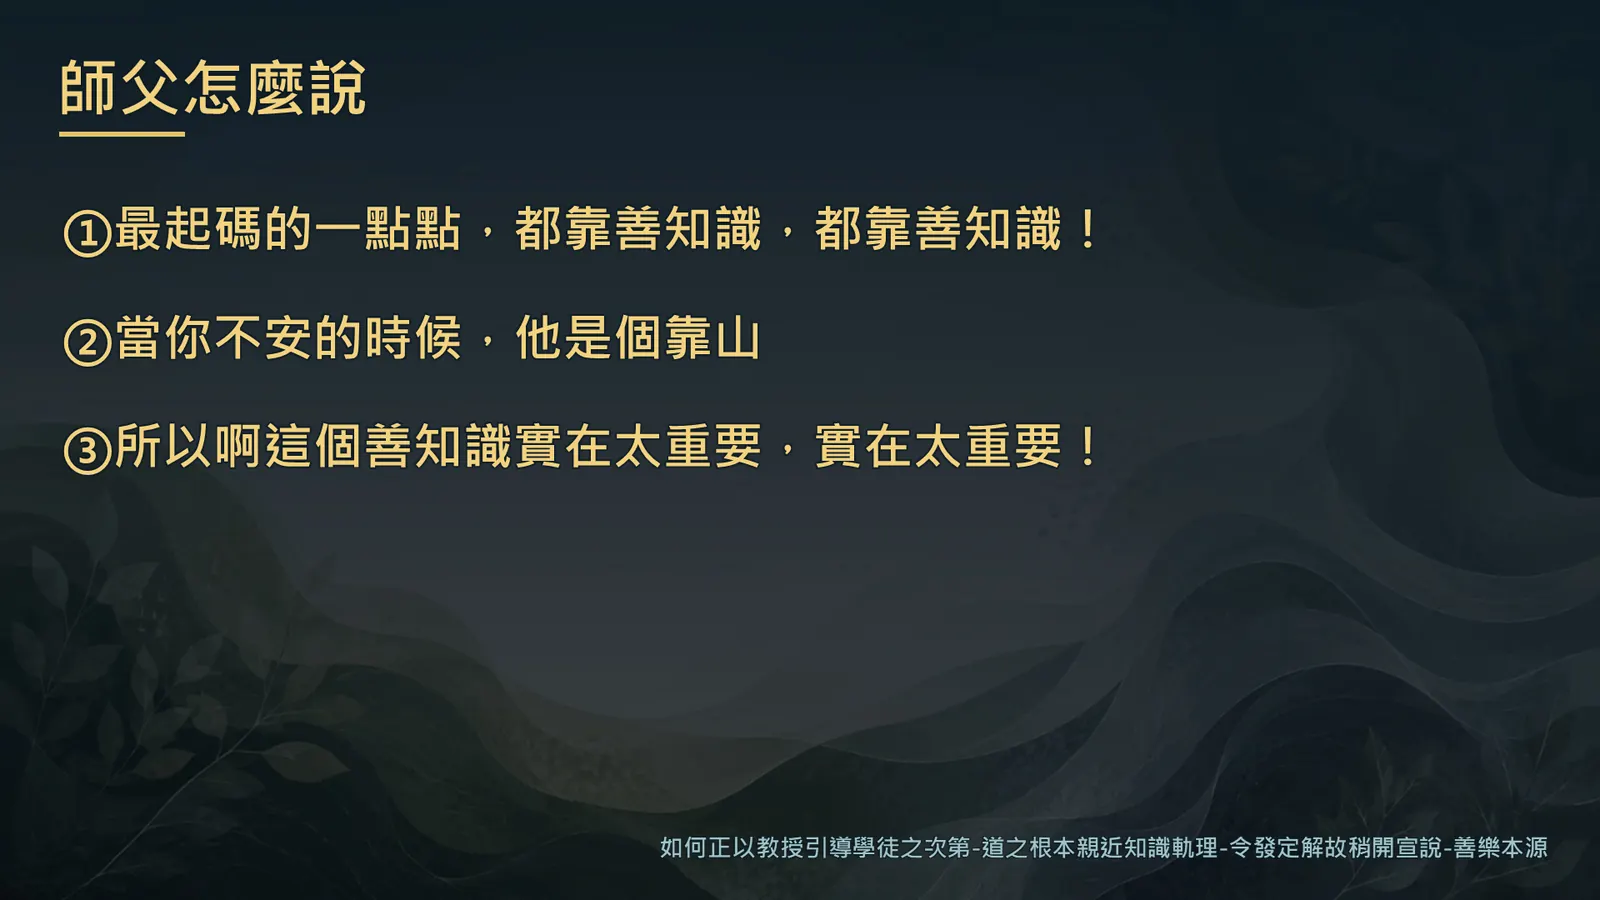 師父怎麼說
①最起碼的一點點，都靠善知識，都靠善知識！
②當你不安的時候，他是個靠山
③所以啊這個善知識實在太重要，實在太重要！
如何正以教授引導學徒之次第-道之根本親近知識軌理-令發定解故稍開宣說-善樂本源